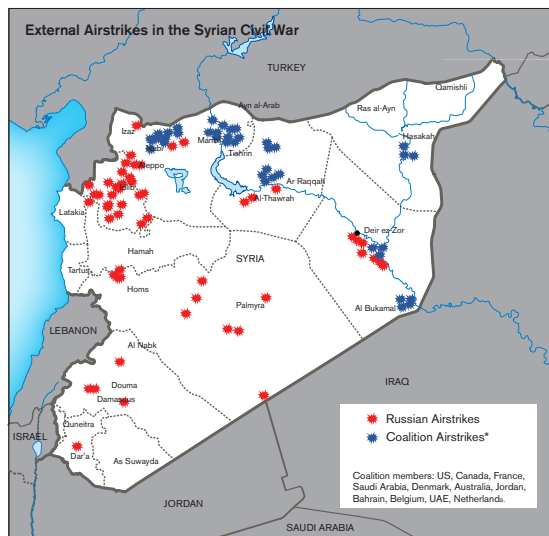 External Airstrikes in the Syrian Civil War
TURKEY
Qamishli
Ayn al-Arab
Ras al-Ayn
Izaz
Hasakah
Tishrin
Aleppo
Idlib
Ar Raqqah
Al-Thawrah
Latakia
Deir ez-Zor
Hamah
SYRIA
Tartus
Homs
Palmyra
Al Bukamal
LEBANON
Al Nabk
IRAQ
Douma
Damascus
Quneitra
ISRAEL
Dar'a
As Suwayda
JORDAN
SAUDI ARABIA
Russian Airstrikes
Coalition Airstrikes*
Coalition members: US, Canada, France,
Saudi Arabia, Denmark, Australia, Jordan,
Bahrain, Belgium, UAE, Netherlands.